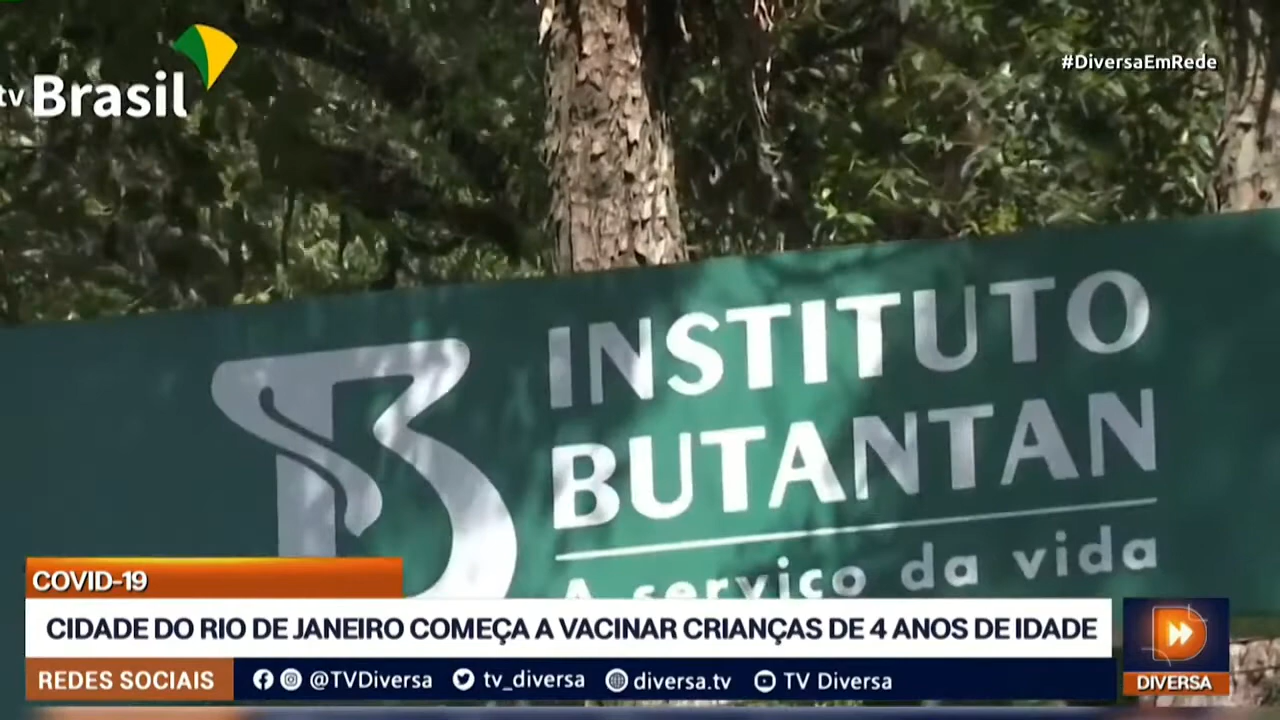 tv Brasil
#DiversaEmRede
INSTITUTO
BUTANTAN
A serviço da vida
COVID-19
CIDADE DO RIO DE JANEIRO COMEÇA A VACINAR CRIANÇAS DE 4 ANOS DE IDADE
REDES SOCIAIS @TVDiversa tv_diversa diversa.tv TV Diversa
DIVERSA